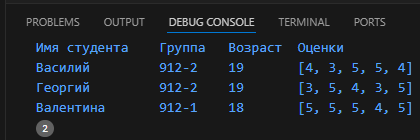 PROBLEMS OUTPUT DEBUG CONSOLE TERMINAL PORTS
Имя студента Группа Возраст Оценки
Василий 912-2 19 [4, 3, 5, 5, 4]
Георгий 912-2 19 [3, 5, 4, 3, 5]
Валентина 912-1 18 [5, 5, 5, 4, 5]
2